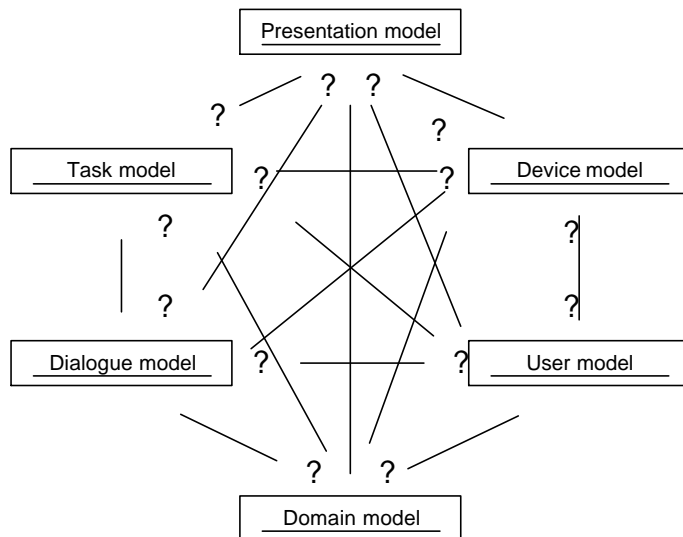 Presentation model
? ?
?
?
Task model
? ?
Device model
?
?
?
?
Dialogue model
? ?
User model
? ?
Domain model